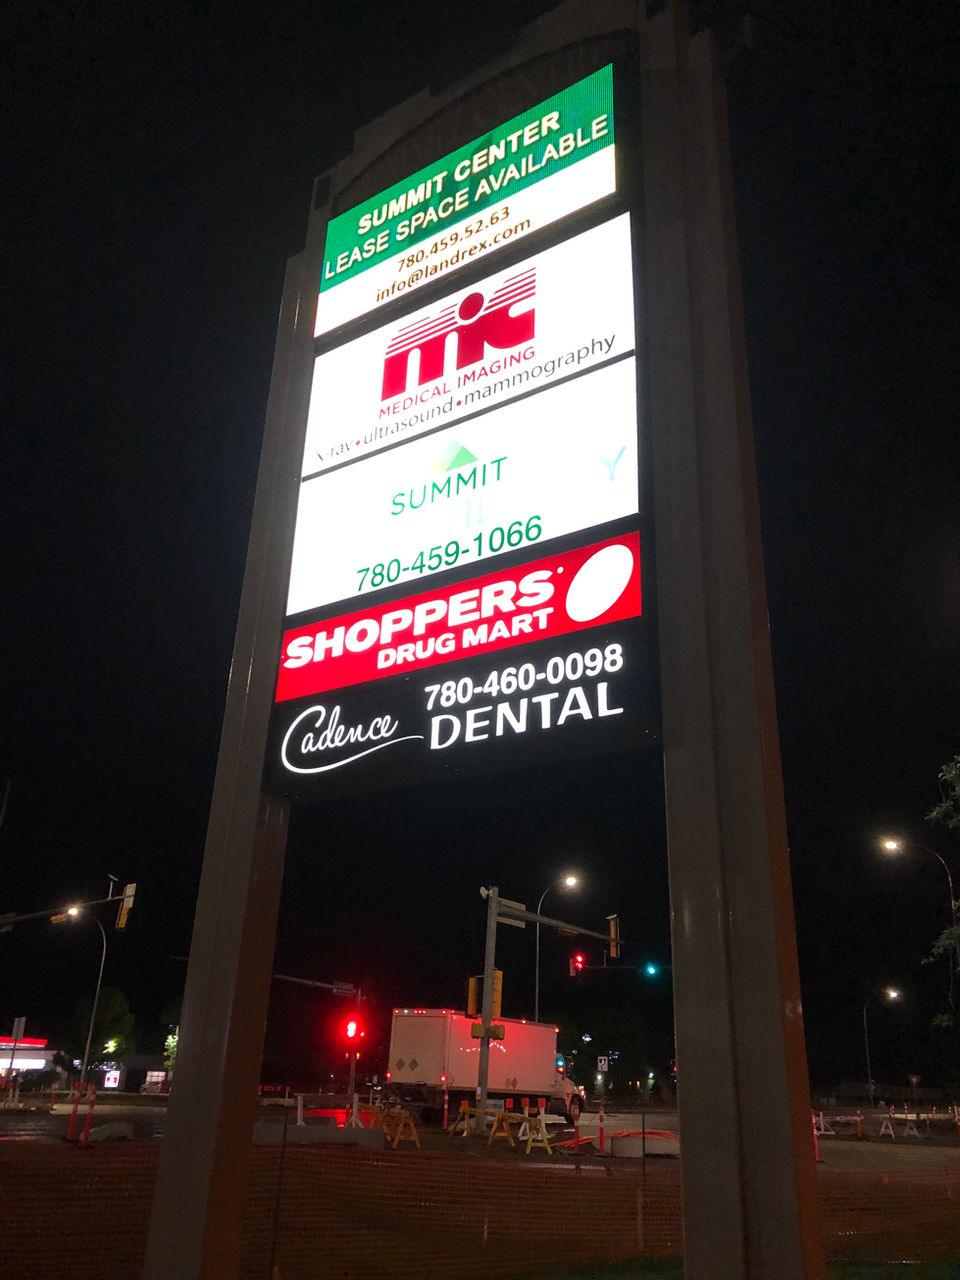 SUMMIT CENTER
LEASE SPACE AVAILABLE
780.459.52.63
info@landrex.com
mic
MEDICAL IMAGING
x-ray • ultrasound • mammography
SUMMIT
Y
780-459-1066
SHOPPERS
DRUG MART
780-460-0098
Cadence DENTAL